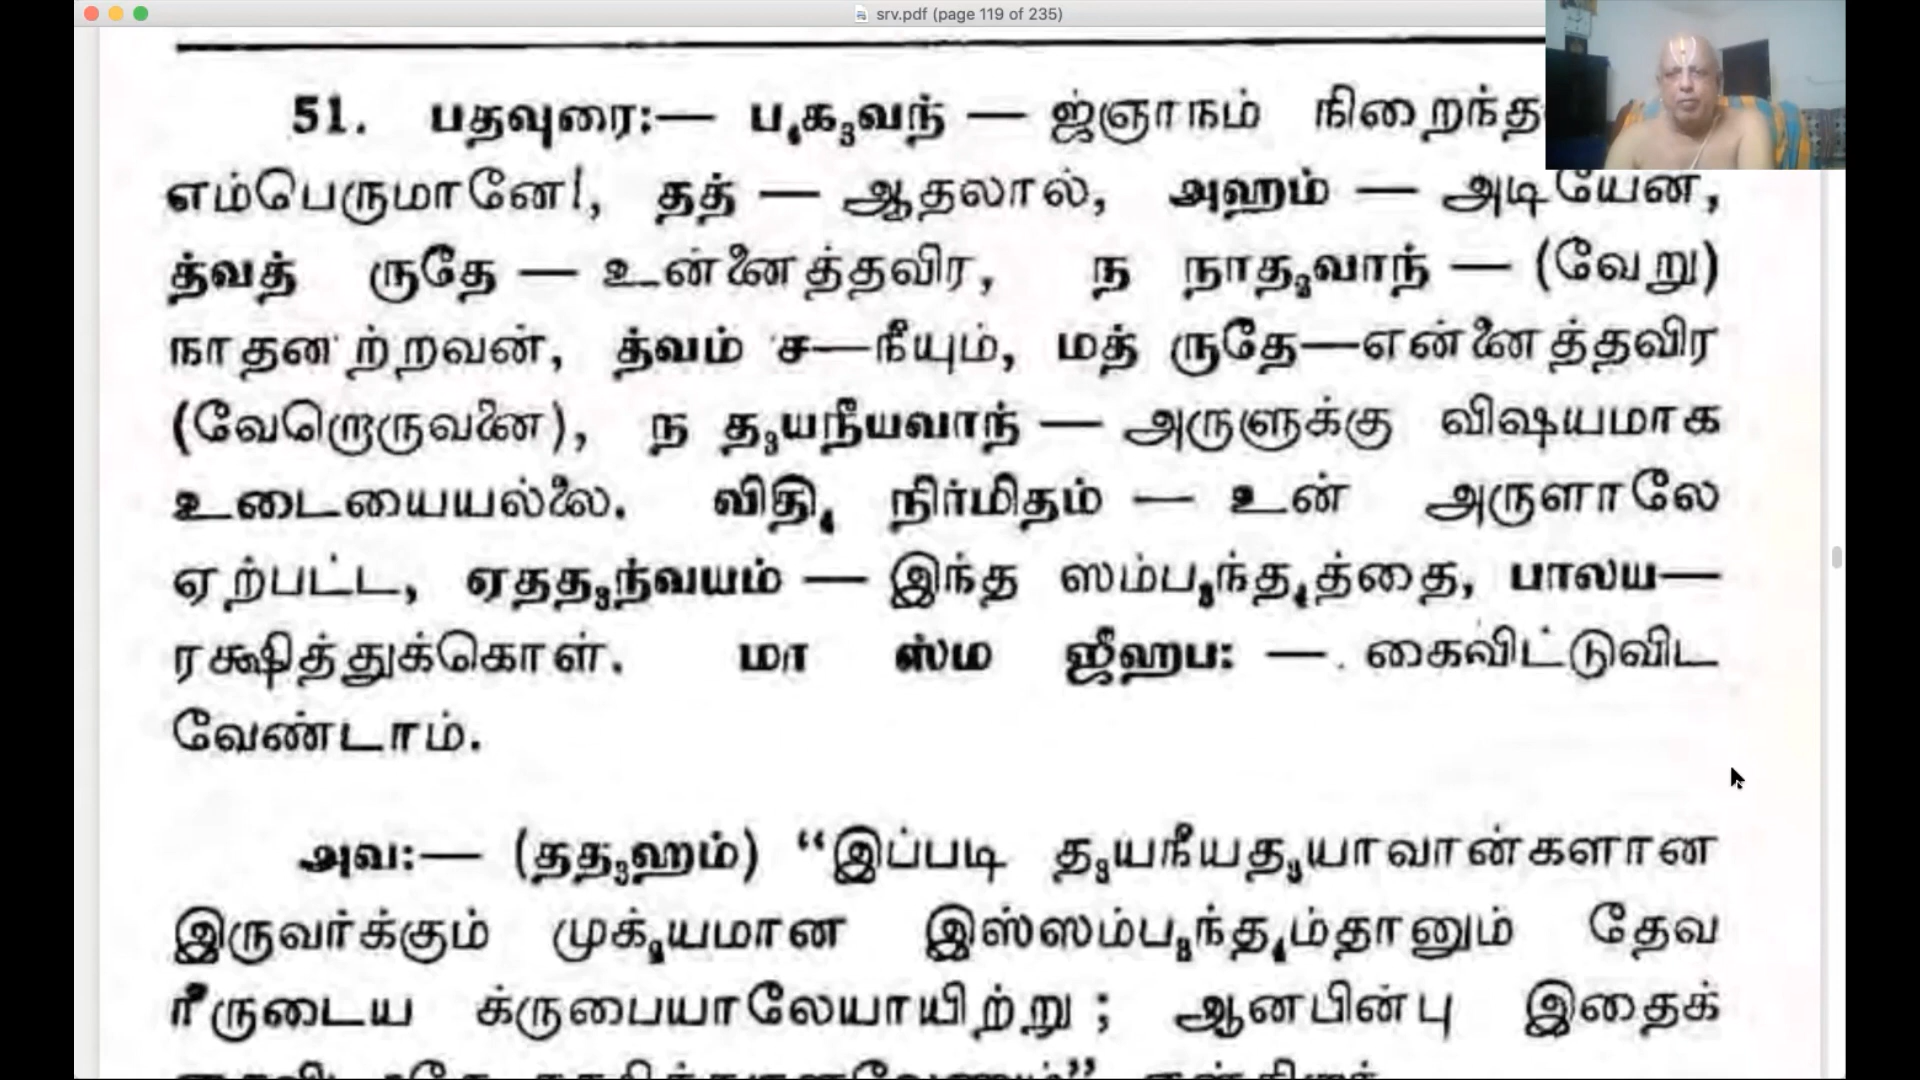 srv.pdf (page 119 of 235)
51. பதவுரை:— ப₄க₃வந் — ஜ்ஞாநம் நிறைந்த
எம்பெருமானே!, தத் — ஆதலால், அஹம் — அடியேன்,
த்வத் ருதே — உன்னைத்தவிர, ந நாத₂வாந் — (வேறு)
நாதனற்றவன், த்வம் ச—நீயும், மத் ருதே—என்னைத்தவிர
(வேறொருவனை), ந த₃யநீயவாந் — அருளுக்கு விஷயமாக
உடையையல்லை. விதி₄ நிர்மிதம் — உன் அருளாலே
ஏற்பட்ட, ஏதத₃ந்வயம் — இந்த ஸம்ப₃ந்த₄த்தை, பாலய—
ரக்ஷித்துக்கொள். மா ஸ்ம ஜீஹப: — கைவிட்டுவிட
வேண்டாம்.
அவ:— (தத₃ஹம்) “இப்படி த₃யநீயத₃யாவான்களான
இருவர்க்கும் முக்₂யமான இஸ்ஸம்ப₃ந்த₄ம்தானும் தேவ
ரீருடைய க்ருபையாலேயாயிற்று ; ஆனபின்பு இதைக்